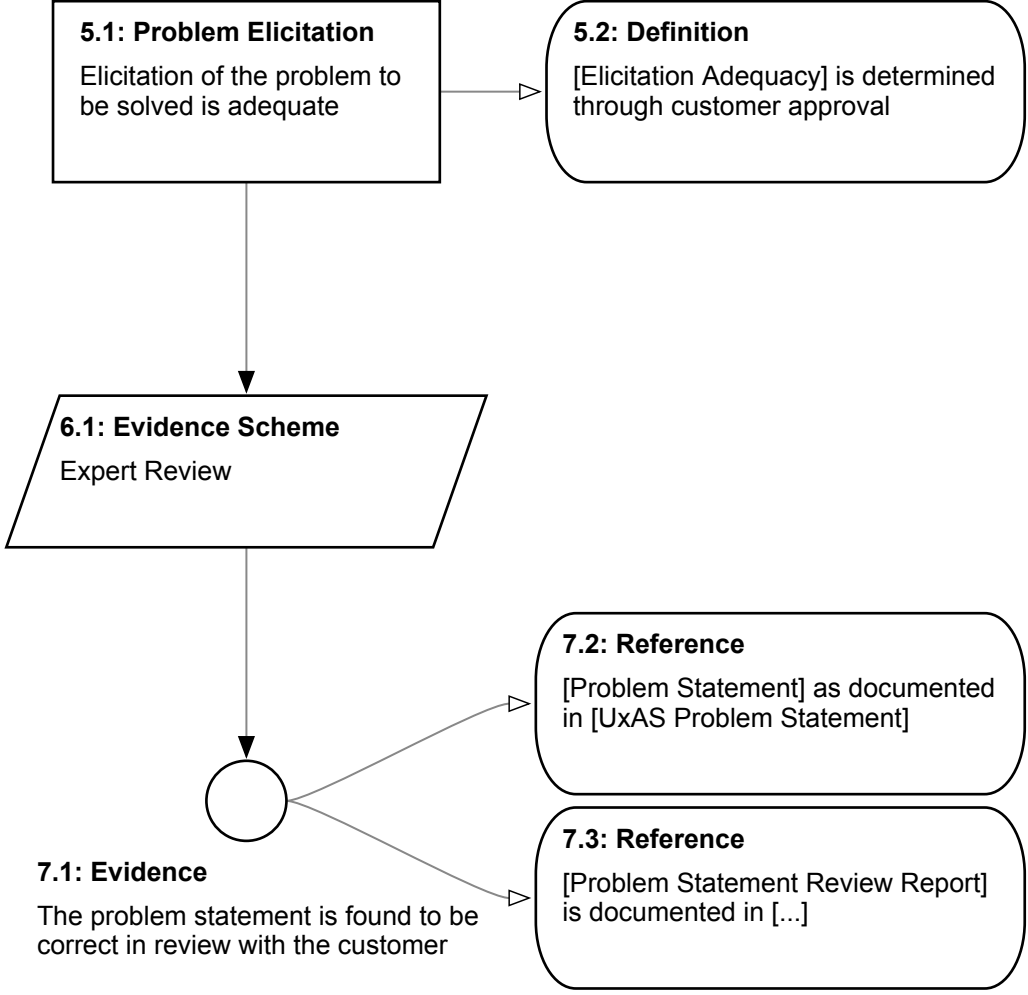 5.1: Problem Elicitation
Elicitation of the problem to
be solved is adequate
5.2: Definition
[Elicitation Adequacy] is determined
through customer approval
6.1: Evidence Scheme
Expert Review
7.2: Reference
[Problem Statement] as documented
in [UxAS Problem Statement]
7.1: Evidence
The problem statement is found to be
correct in review with the customer
7.3: Reference
[Problem Statement Review Report]
is documented in [...]